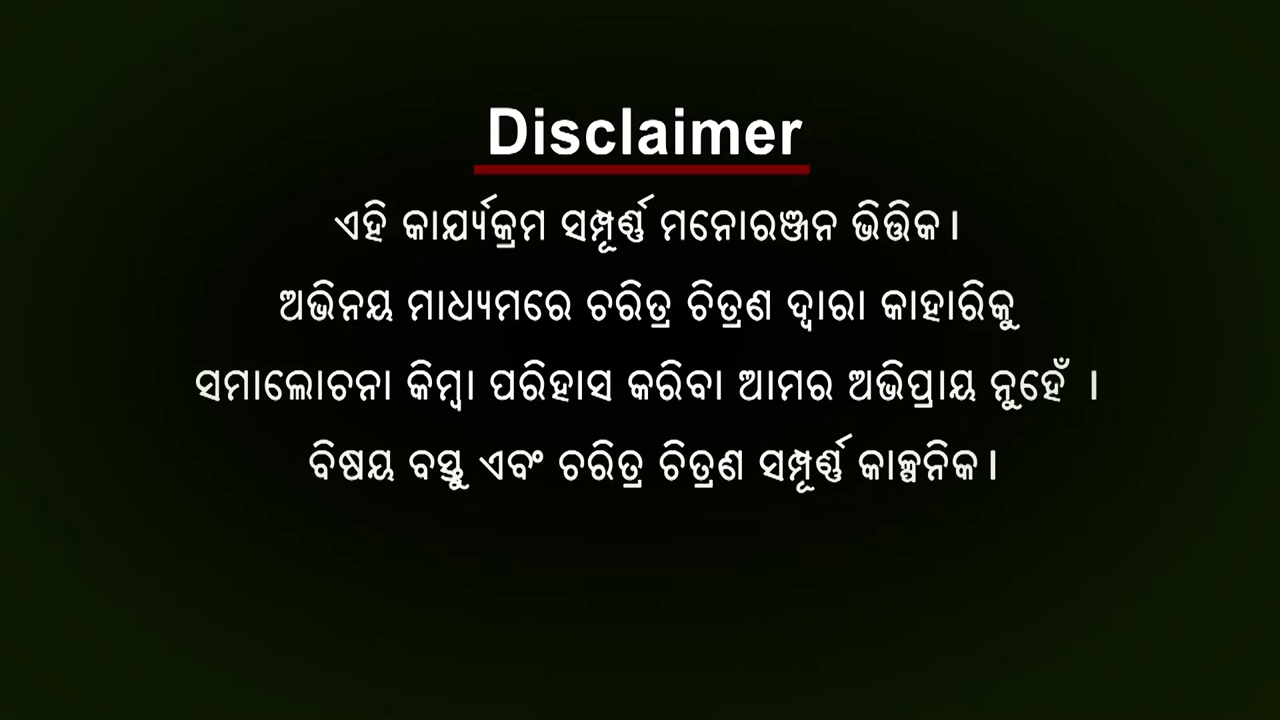 Disclaimer
ଏହି କାର୍ଯ୍ୟକ୍ରମ ସମ୍ପୂର୍ଣ୍ଣ ମନୋରଞ୍ଜନ ଭିତ୍ତିକ।
ଅଭିନୟ ମାଧ୍ୟମରେ ଚରିତ୍ର ଚିତ୍ରଣ ଦ୍ୱାରା କାହାରିକୁ
ସମାଲୋଚନା କିମ୍ବା ପରିହାସ କରିବା ଆମର ଅଭିପ୍ରାୟ ନୁହେଁ ।
ବିଷୟ ବସ୍ତୁ ଏବଂ ଚରିତ୍ର ଚିତ୍ରଣ ସମ୍ପୂର୍ଣ୍ଣ କାଳ୍ପନିକ।